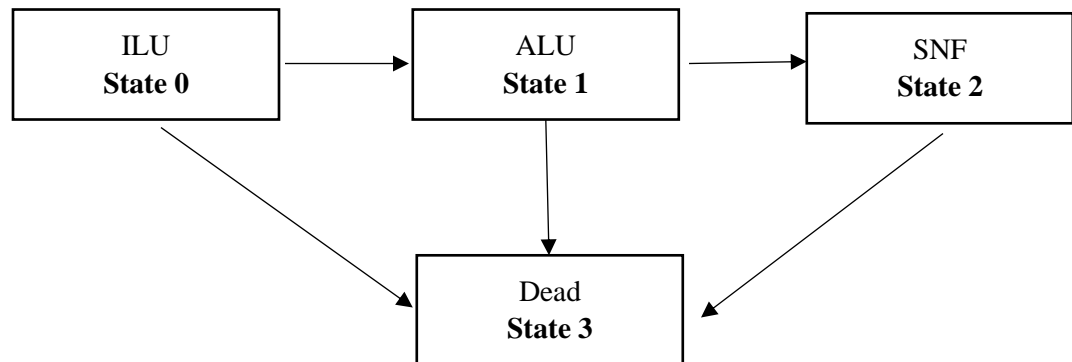 ILU
State 0
ALU
State 1
SNF
State 2
Dead
State 3